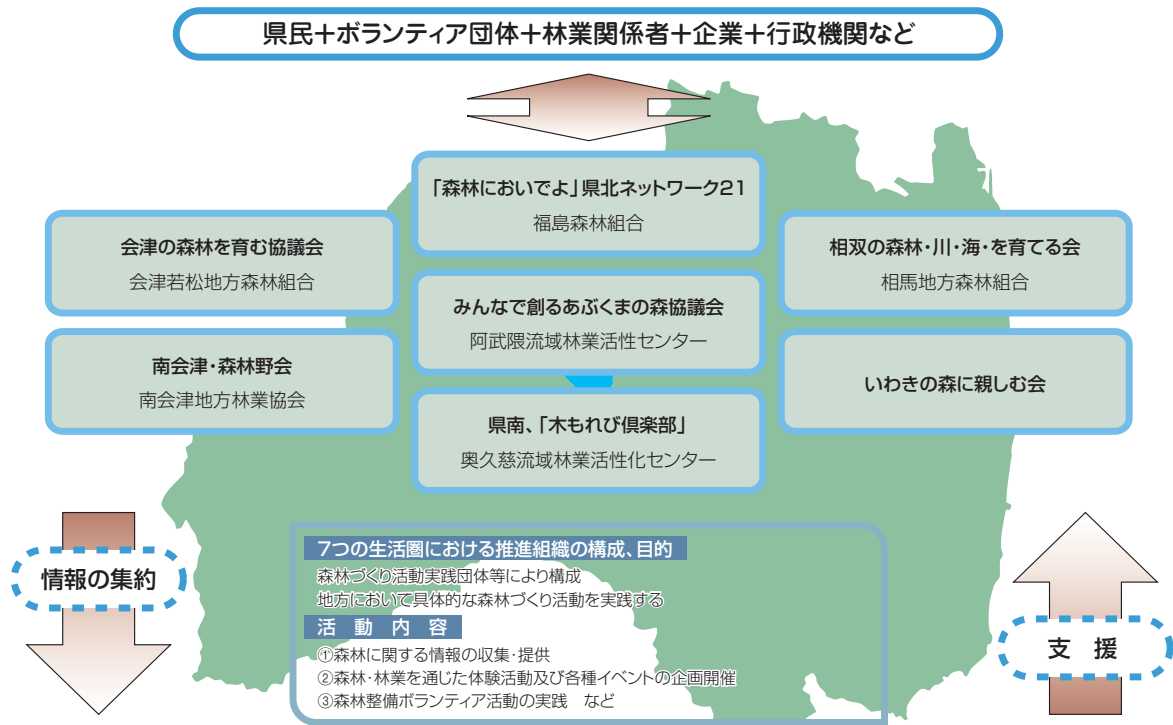 県民+ボランティア団体+林業関係者+企業+行政機関など
「森林においでよ」県北ネットワーク21
福島森林組合
会津の森林を育む協議会
会津若松地方森林組合
相双の森林・川・海・を育てる会
相馬地方森林組合
みんなで創るあぶくまの森協議会
阿武隈流域林業活性センター
南会津・森林野会
南会津地方林業協会
いわきの森に親しむ会
県南、「木もれび倶楽部」
奥久慈流域林業活性化センター
7つの生活圏における推進組織の構成、目的
森林づくり活動実践団体等により構成
地方において具体的な森林づくり活動を実践する
活動内容
①森林に関する情報の収集・提供
②森林・林業を通じた体験活動及び各種イベントの企画開催
③森林整備ボランティア活動の実践 など
情報の集約
支援